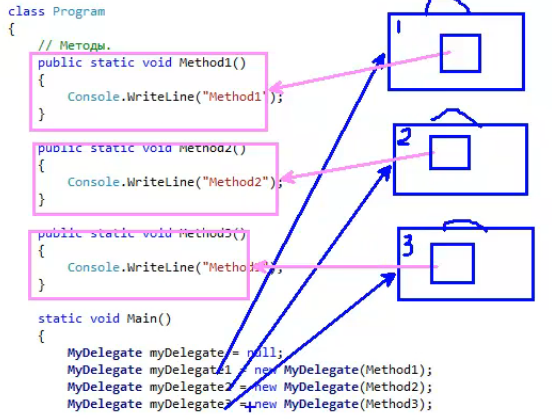 class Program
{
// Методы.
public static void Method1()
{
Console.WriteLine("Method1");
}
public static void Method2()
{
Console.WriteLine("Method2");
}
public static void Method3()
{
Console.WriteLine("Method3");
}
static void Main()
{
MyDelegate myDelegate = null;
MyDelegate myDelegate1 = new MyDelegate(Method1);
MyDelegate myDelegate2 = new MyDelegate(Method2);
MyDelegate myDelegate3 = new MyDelegate(Method3);
1
2
3